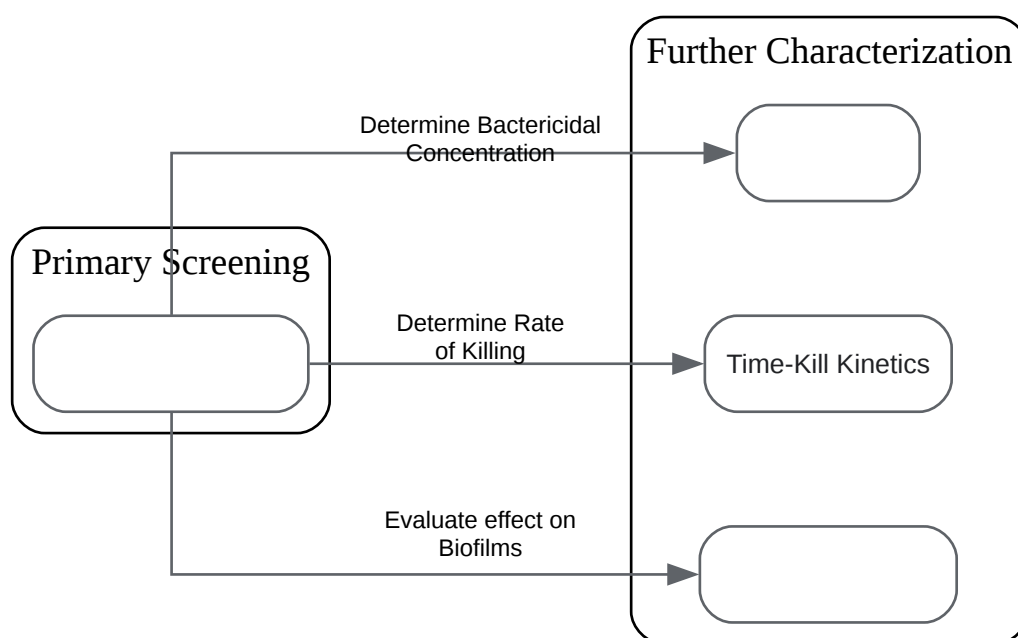 Further Characterization
Determine Bactericidal
Concentration
Primary Screening
Determine Rate
of Killing
Time-Kill Kinetics
Evaluate effect on
Biofilms